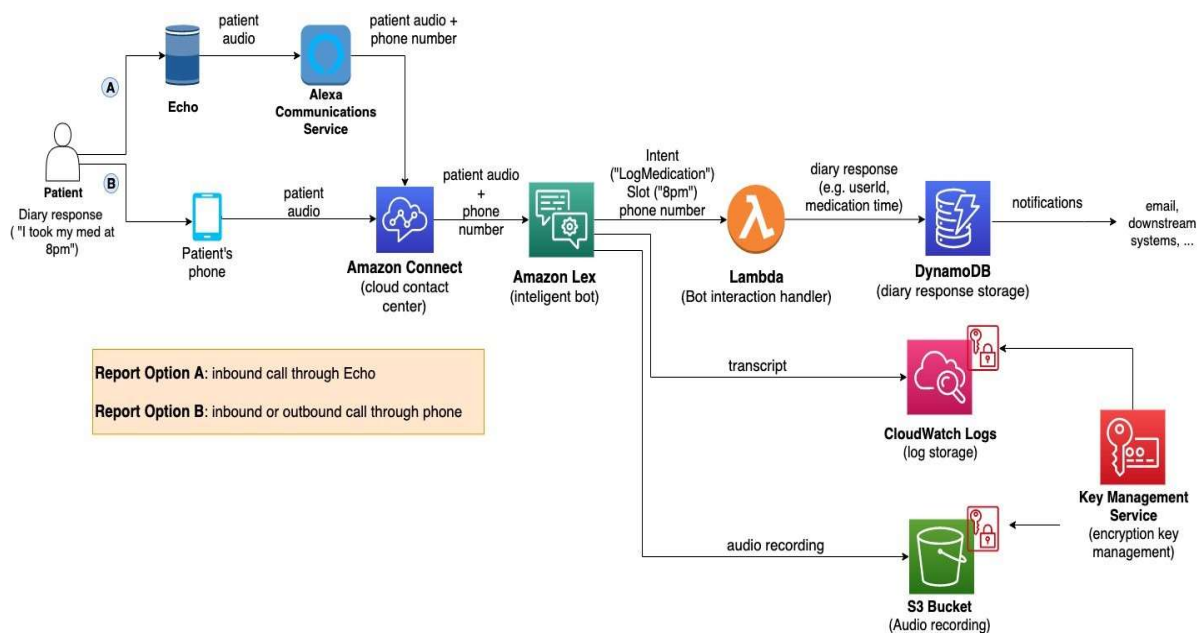 patient
audio
patient audio +
phone number
A
Echo
Alexa
Communications
Service
B
Patient
Diary response
( "I took my med at
8pm")
patient
audio
Patient's
phone
Amazon Connect
(cloud contact
center)
patient audio
+
phone
number
Amazon Lex
(inteligent bot)
Intent
("LogMedication")
Slot ("8pm")
phone number
Lambda
(Bot interaction handler)
diary response
(e.g. userId,
medication time)
DynamoDB
(diary response storage)
notifications
email,
downstream
systems, ...
Report Option A: inbound call through Echo
Report Option B: inbound or outbound call through phone
transcript
CloudWatch Logs
(log storage)
Key Management
Service
(encryption key
management)
audio recording
S3 Bucket
(Audio recording)